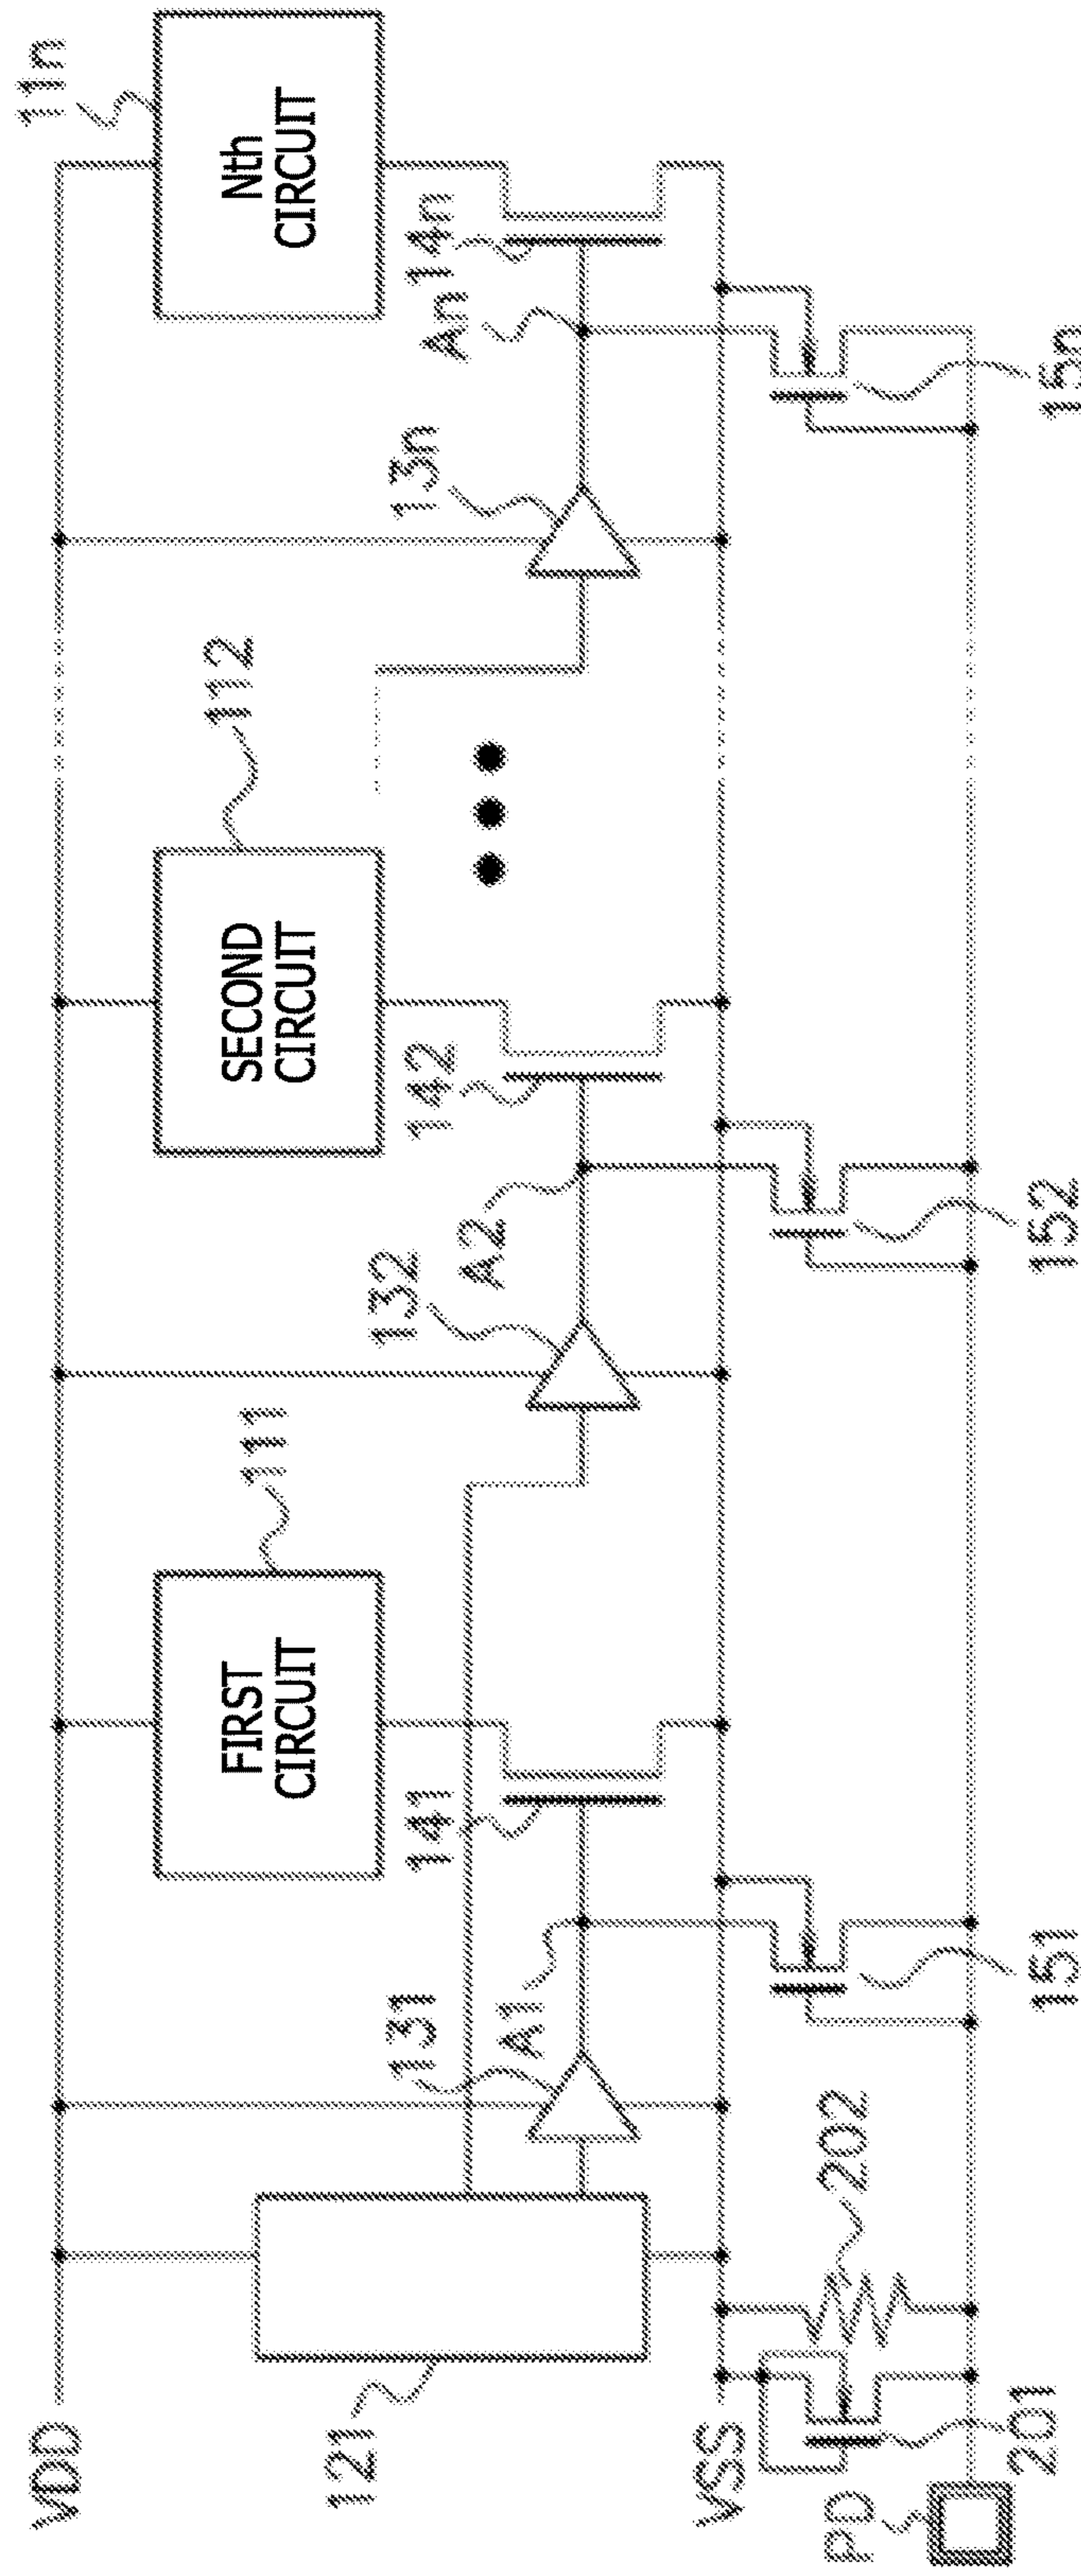 VDD
121
VSS
PD
201
202
131
A1
141
151
FIRST
CIRCUIT
111
132
A2
142
152
SECOND
CIRCUIT
112
13n
An
14n
15n
Nth
CIRCUIT
11n